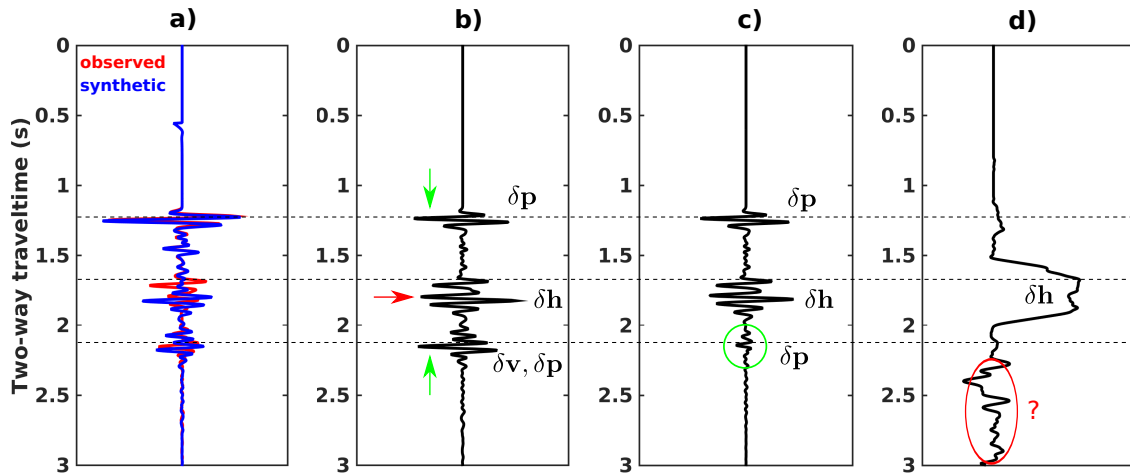 a) b) c) d)
observed
synthetic
Two-way traveltime (s)
0
0.5
1
1.5
2
2.5
3
0
0.5
1
1.5
2
2.5
3
δp
δh
δv, δp
0
0.5
1
1.5
2
2.5
3
δp
δh
δp
0
0.5
1
1.5
2
2.5
3
δh
?